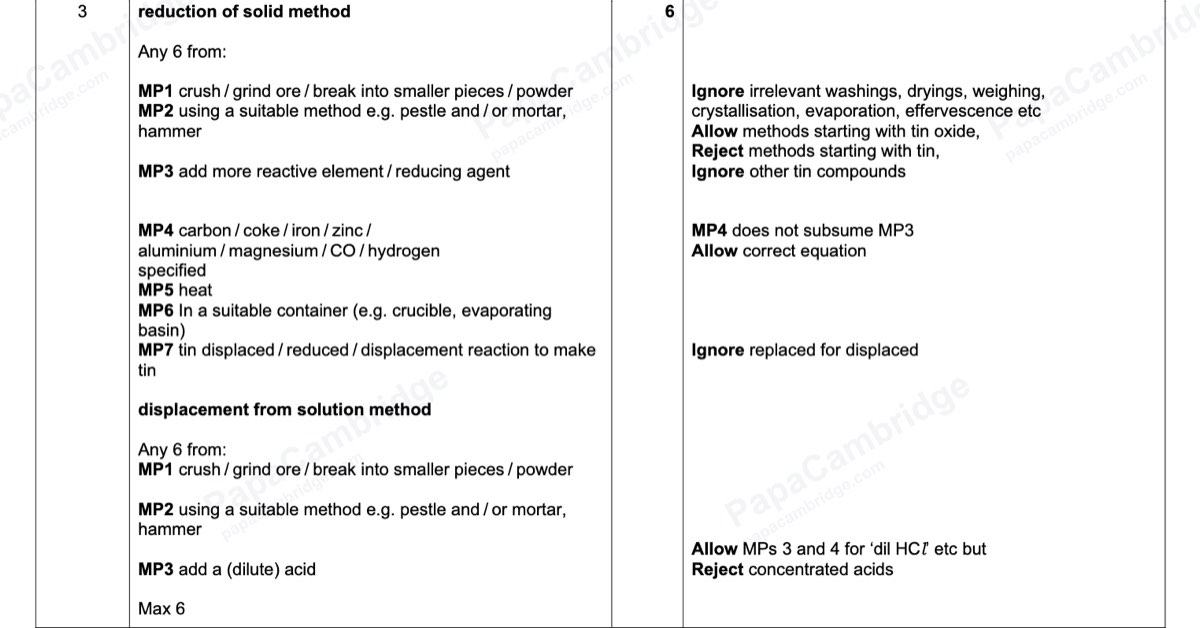 3 reduction of solid method 6
Any 6 from:
MP1 crush / grind ore / break into smaller pieces / powder
MP2 using a suitable method e.g. pestle and / or mortar,
hammer
MP3 add more reactive element / reducing agent
MP4 carbon / coke / iron / zinc /
aluminium / magnesium / CO / hydrogen
specified
MP5 heat
MP6 In a suitable container (e.g. crucible, evaporating
basin)
MP7 tin displaced / reduced / displacement reaction to make
tin
displacement from solution method
Any 6 from:
MP1 crush / grind ore / break into smaller pieces / powder
MP2 using a suitable method e.g. pestle and / or mortar,
hammer
MP3 add a (dilute) acid
Max 6
Ignore irrelevant washings, dryings, weighing,
crystallisation, evaporation, effervescence etc
Allow methods starting with tin oxide,
Reject methods starting with tin,
Ignore other tin compounds
MP4 does not subsume MP3
Allow correct equation
Ignore replaced for displaced
Allow MPs 3 and 4 for ‘dil HCl’ etc but
Reject concentrated acids
PapaCambridge
papacambridge.com